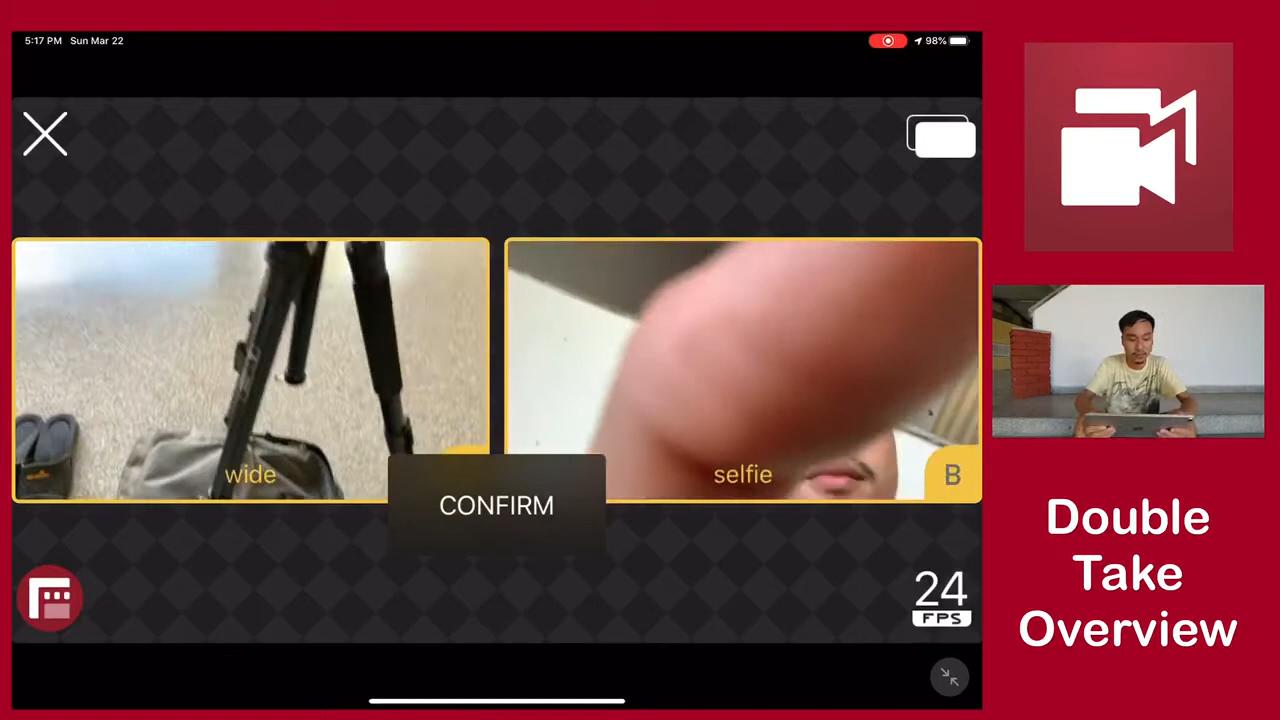 5:17 PM Sun Mar 22
98%
wide
selfie
B
CONFIRM
24
FPS
Double
Take
Overview